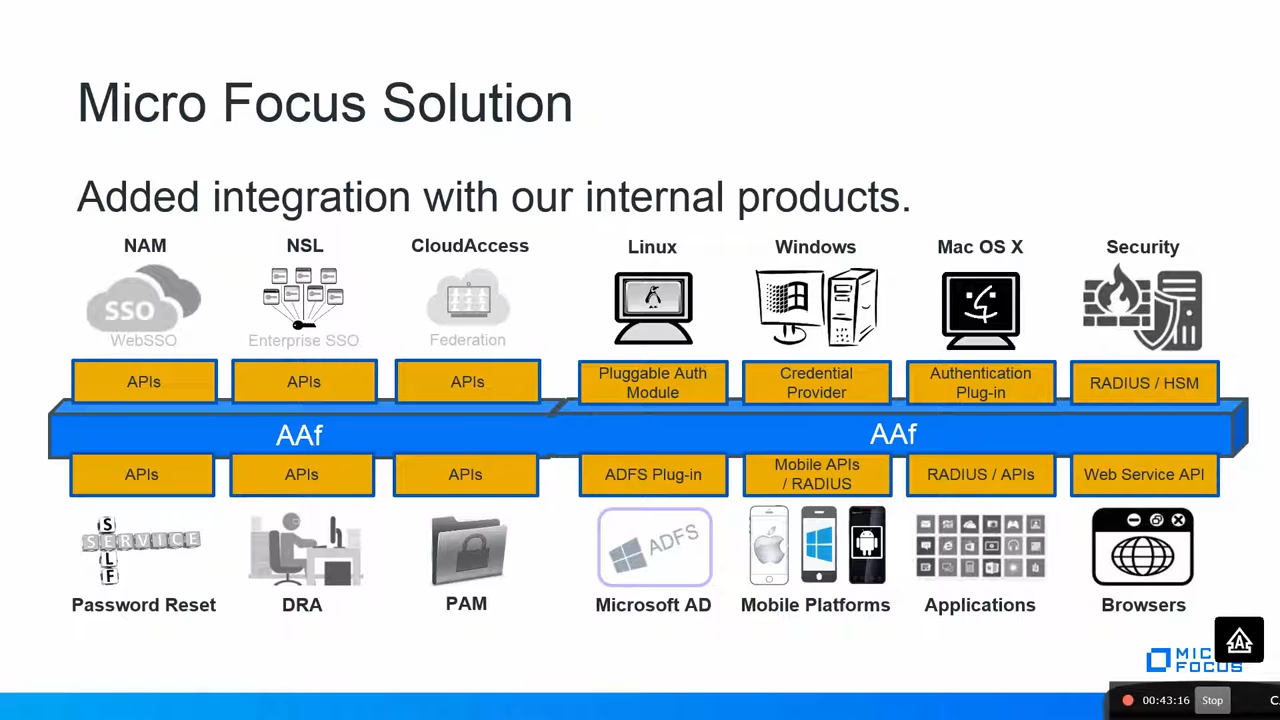 Micro Focus Solution
Added integration with our internal products.
NAM
NSL
CloudAccess
Linux
Windows
Mac OS X
Security
SSO
WebSSO
Enterprise SSO
Federation
APIs
APIs
APIs
Pluggable Auth
Module
Credential
Provider
Authentication
Plug-in
RADIUS / HSM
AAf
AAf
APIs
APIs
APIs
ADFS Plug-in
Mobile APIs
/ RADIUS
RADIUS / APIs
Web Service API
SELF
SERVICE
ADFS
Password Reset
DRA
PAM
Microsoft AD
Mobile Platforms
Applications
Browsers
A
MIC
FOCUS
00:43:16
Stop
C